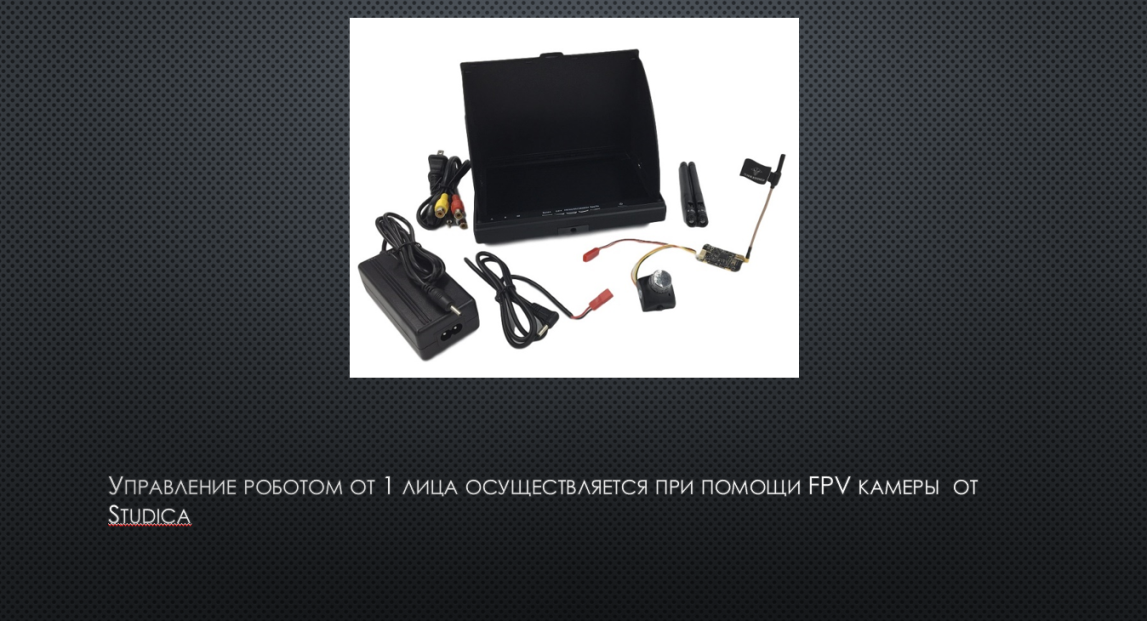 Управление роботом от 1 лица осуществляется при помощи FPV камеры от
Studica